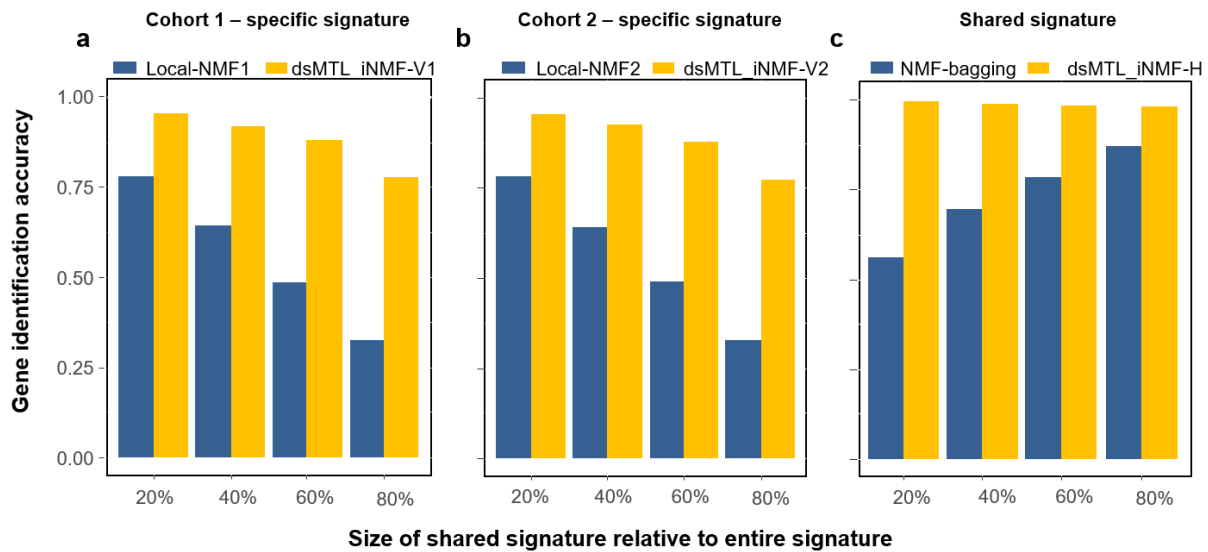 Cohort 1 – specific signature
Cohort 2 – specific signature
Shared signature
a
b
c
Local-NMF1
dsMTL_iNMF-V1
Local-NMF2
dsMTL_iNMF-V2
NMF-bagging
dsMTL_iNMF-H
Gene identification accuracy
1.00
0.75
0.50
0.25
0.00
20% 40% 60% 80%
20% 40% 60% 80%
20% 40% 60% 80%
Size of shared signature relative to entire signature